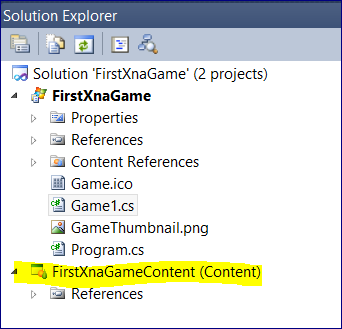 Solution Explorer
Solution 'FirstXnaGame' (2 projects)
FirstXnaGame
Properties
References
Content References
Game.ico
Game1.cs
GameThumbnail.png
Program.cs
FirstXnaGameContent (Content)
References